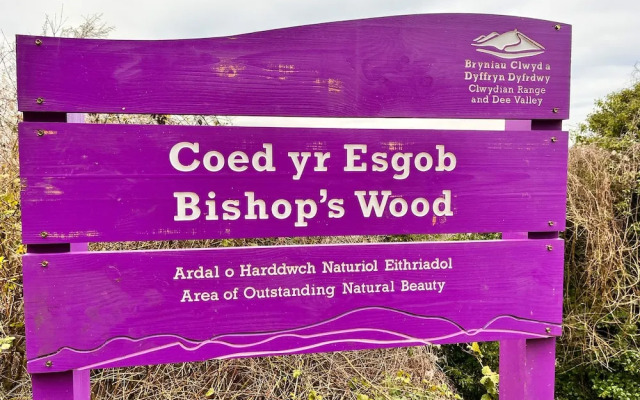 Bryniau Clwyd a
Dyffryn Dyfrdwy
Clwydian Range
and Dee Valley
Coed yr Esgob
Bishop's Wood
Ardal o Harddwch Naturiol Eithriadol
Area of Outstanding Natural Beauty